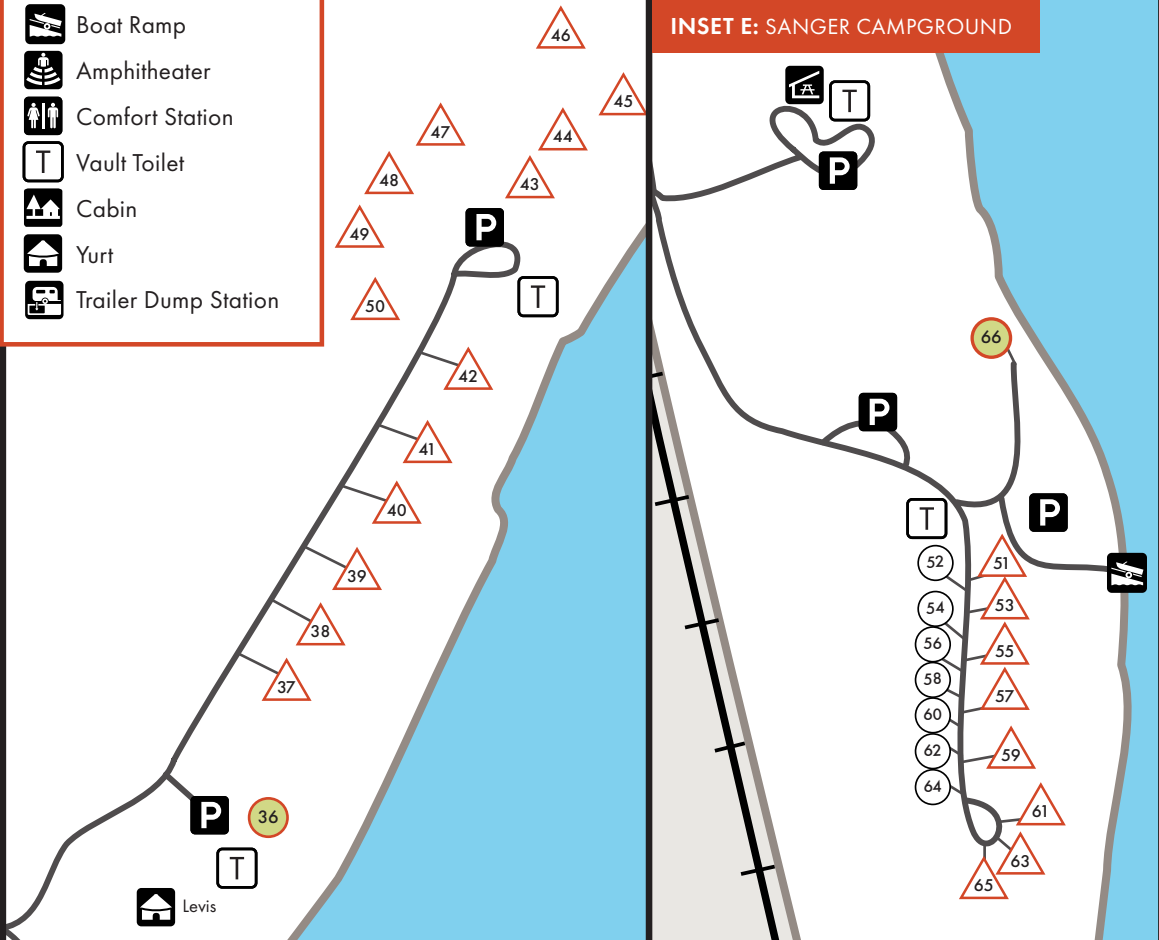 Boat Ramp
Amphitheater
Comfort Station
T Vault Toilet
Cabin
Yurt
Trailer Dump Station
46
45
47
44
48
43
49
P
50
T
42
41
40
39
38
37
P
36
T
Levis
INSET E: SANGER CAMPGROUND
T
P
66
P
T
P
52
51
54
53
56
55
58
57
60
62
59
64
61
63
65